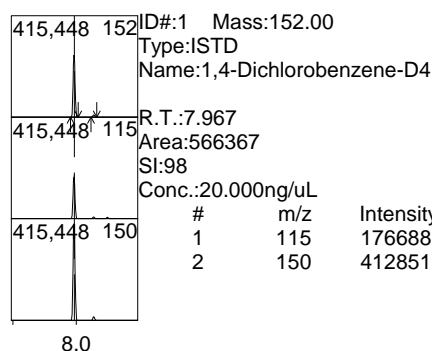 415,448 152
ID#:1 Mass:152.00
Type:ISTD
Name:1,4-Dichlorobenzene-D4
415,448 115
R.T.:7.967
Area:566367
SI:98
Conc.:20.000ng/uL
# m/z Intensity
1 115 176688
2 150 412851
415,448 150
8.0